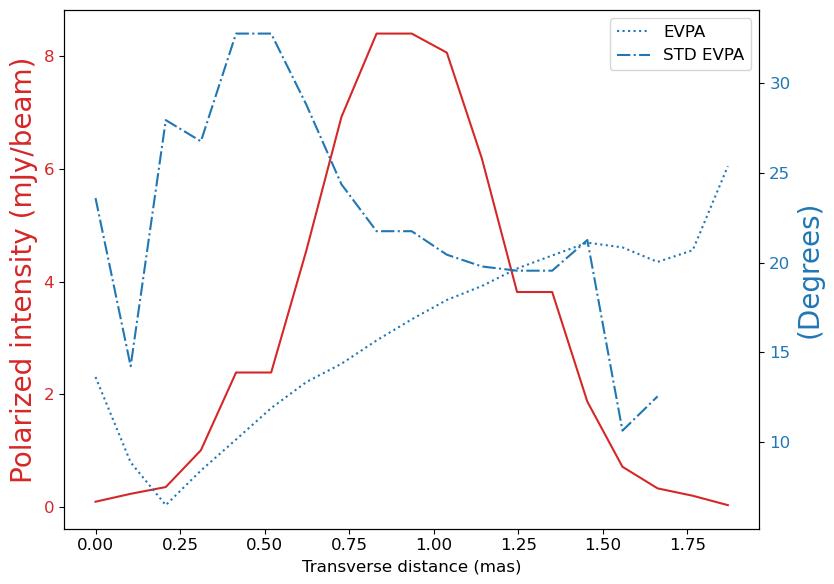 EVPA
STD EVPA
Polarized intensity (mJy/beam)
8
6
4
2
0
30
25
20
15
10
(Degrees)
0.00 0.25 0.50 0.75 1.00 1.25 1.50 1.75
Transverse distance (mas)